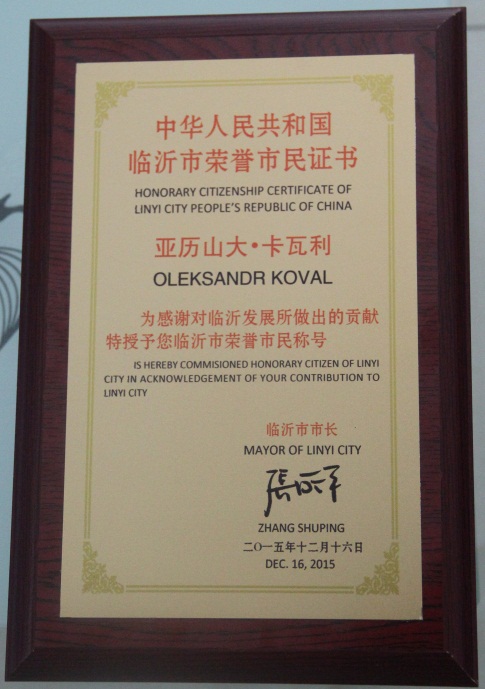 中华人民共和国
临沂市荣誉市民证书
HONORARY CITIZENSHIP CERTIFICATE OF
LINYI CITY PEOPLE'S REPUBLIC OF CHINA
亚历山大·卡瓦利
OLEKSANDR KOVAL
为感谢对临沂发展所做出的贡献
特授予您临沂市荣誉市民称号
IS HEREBY COMMISIONED HONORARY CITIZEN OF LINYI
CITY IN ACKNOWLEDGEMENT OF YOUR CONTRIBUTION TO
LINYI CITY
临沂市市长
MAYOR OF LINYI CITY
ZHANG SHUPING
二〇一五年十二月十六日
DEC. 16, 2015